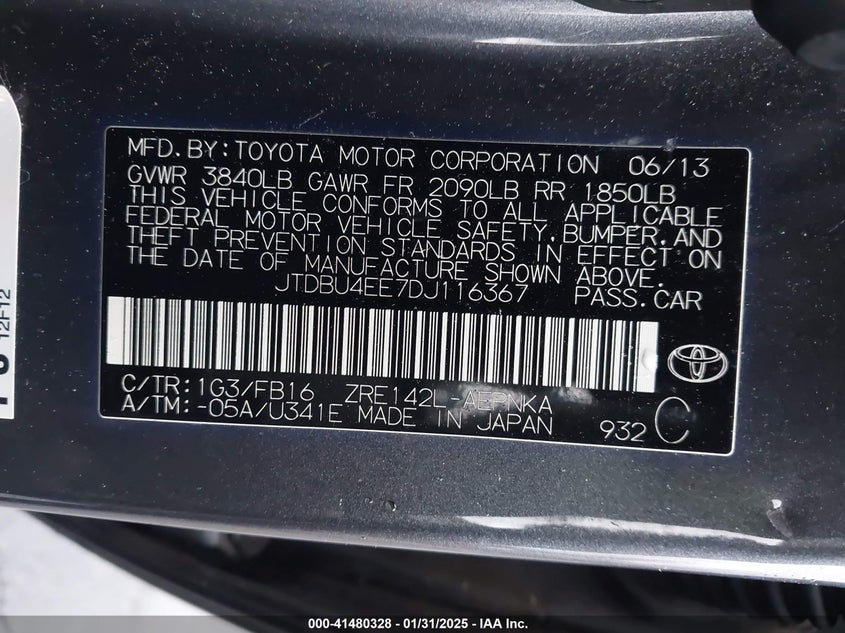 MFD.BY:TOYOTA MOTOR CORPORATION 06/13
GVWR 3840LB GAWR FR 2090LB RR 1850LB
THIS VEHICLE CONFORMS TO ALL APPLICABLE
FEDERAL MOTOR VEHICLE SAFETY,BUMPER,AND
THEFT PREVENTION STANDARDS IN EFFECT ON
THE DATE OF MANUFACTURE SHOWN ABOVE.
JTDBU4EE7DJ116367 PASS.CAR
C/TR:1G3/FB16 ZRE142L-AEPNKA
A/TM:-05A/U341E MADE IN JAPAN 932 C
12F12
000-41480328 - 01/31/2025 - IAA Inc.